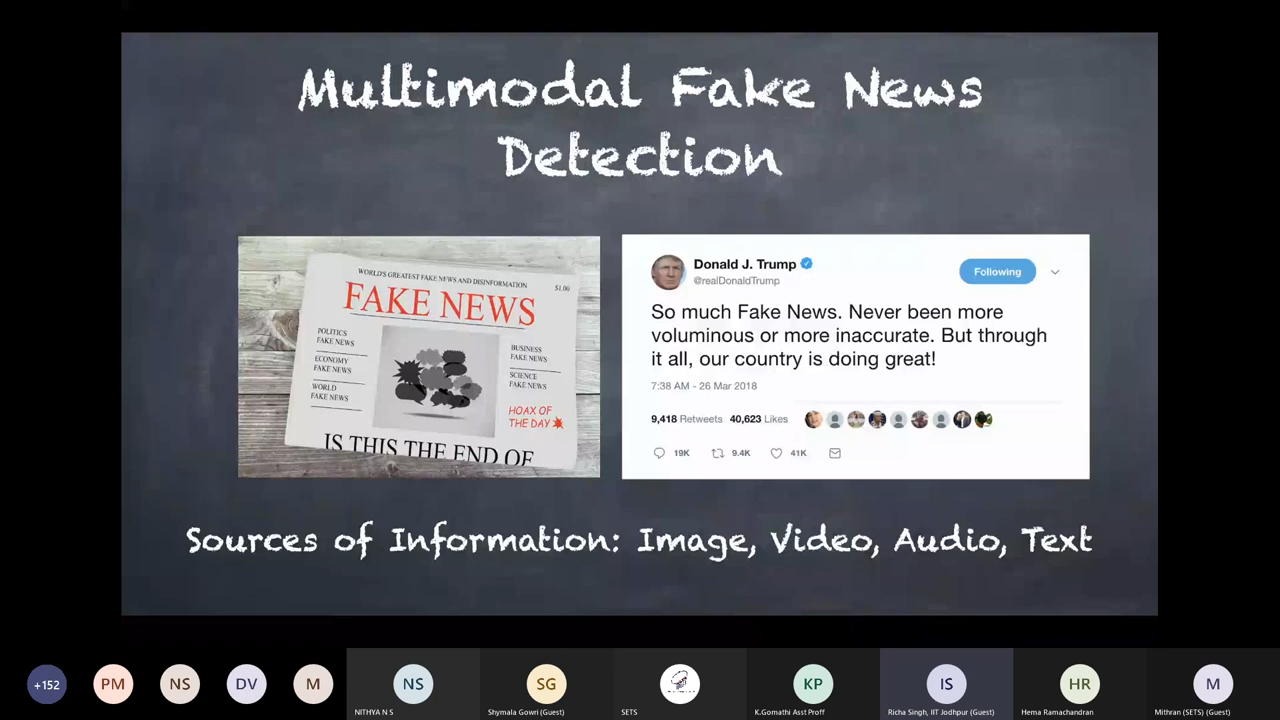 Multimodal Fake News
Detection
WORLD'S GREATEST FAKE NEWS AND DISINFORMATION
$1.00
FAKE NEWS
POLITICS
FAKE NEWS
ECONOMY
FAKE NEWS
WORLD
FAKE NEWS
BUSINESS
FAKE NEWS
SCIENCE
FAKE NEWS
HOAX OF
THE DAY
IS THIS THE END OF
Donald J. Trump
@realDonaldTrump
Following
So much Fake News. Never been more
voluminous or more inaccurate. But through
it all, our country is doing great!
7:38 AM - 26 Mar 2018
9,418 Retweets 40,623 Likes
19K 9.4K 41K
Sources of Information: Image, Video, Audio, Text
+152 PM NS DV M NS SG KP IS HR M
NITHYA N S Shymala Gowri (Guest) SETS K.Gomathi Asst Proff Richa Singh, IIT Jodhpur (Guest) Hema Ramachandran Mithran (SETS) (Guest)